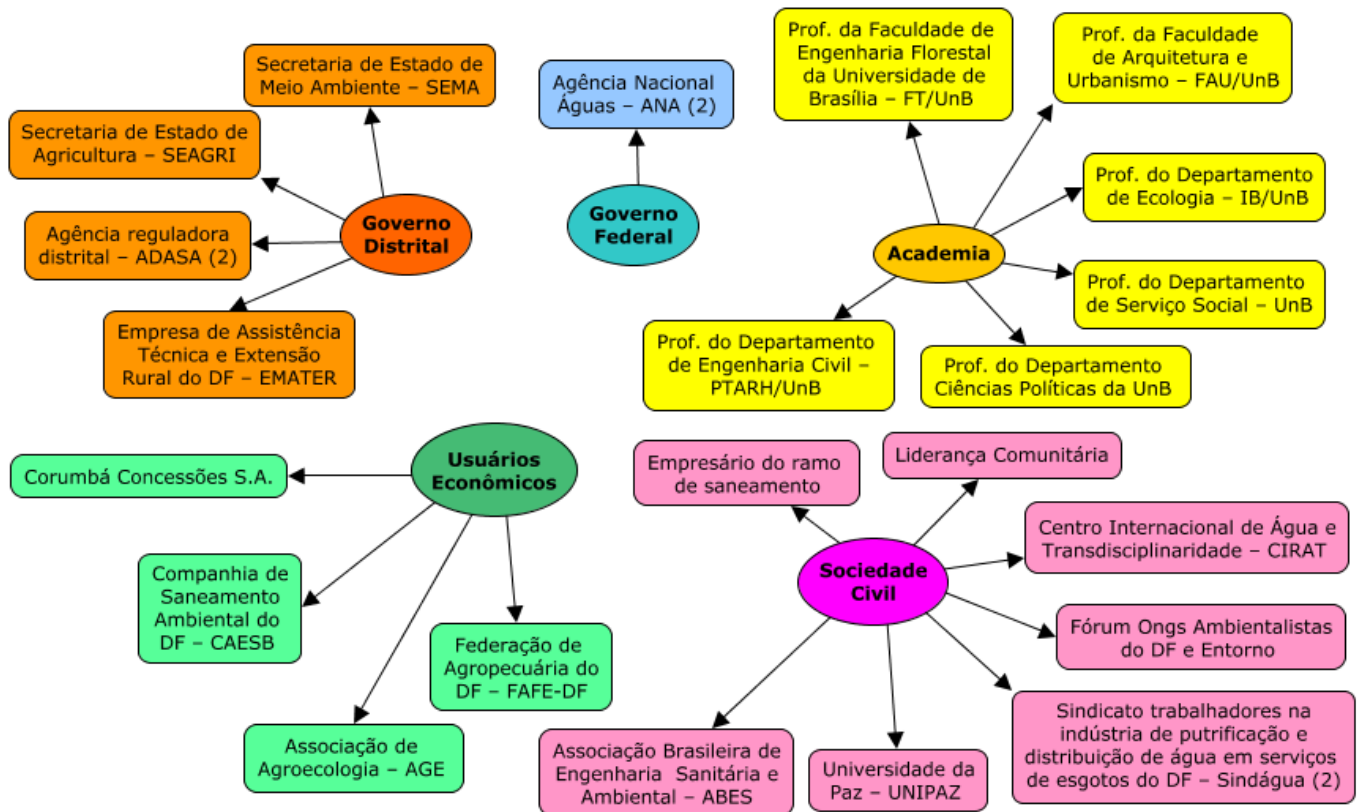 Secretaria de Estado de
Meio Ambiente – SEMA
Secretaria de Estado de
Agricultura – SEAGRI
Agência reguladora
distrital – ADASA (2)
Empresa de Assistência
Técnica e Extensão
Rural do DF – EMATER
Governo
Distrital
Agência Nacional
Águas – ANA (2)
Governo
Federal
Prof. da Faculdade de
Engenharia Florestal
da Universidade de
Brasília – FT/UnB
Prof. da Faculdade
de Arquitetura e
Urbanismo – FAU/UnB
Prof. do Departamento
de Ecologia – IB/UnB
Academia
Prof. do Departamento
de Serviço Social – UnB
Prof. do Departamento
de Engenharia Civil –
PTARH/UnB
Prof. do Departamento
Ciências Políticas da UnB
Usuários
Econômicos
Corumbá Concessões S.A.
Companhia de
Saneamento
Ambiental do
DF – CAESB
Federação de
Agropecuária do
DF – FAFE-DF
Associação de
Agroecologia – AGE
Empresário do ramo
de saneamento
Liderança Comunitária
Centro Internacional de Água e
Transdisciplinaridade – CIRAT
Sociedade
Civil
Fórum Ongs Ambientalistas
do DF e Entorno
Sindicato trabalhadores na
indústria de putrificação e
distribuição de água em serviços
de esgotos do DF – Sindágua (2)
Associação Brasileira de
Engenharia Sanitária e
Ambiental – ABES
Universidade da
Paz – UNIPAZ